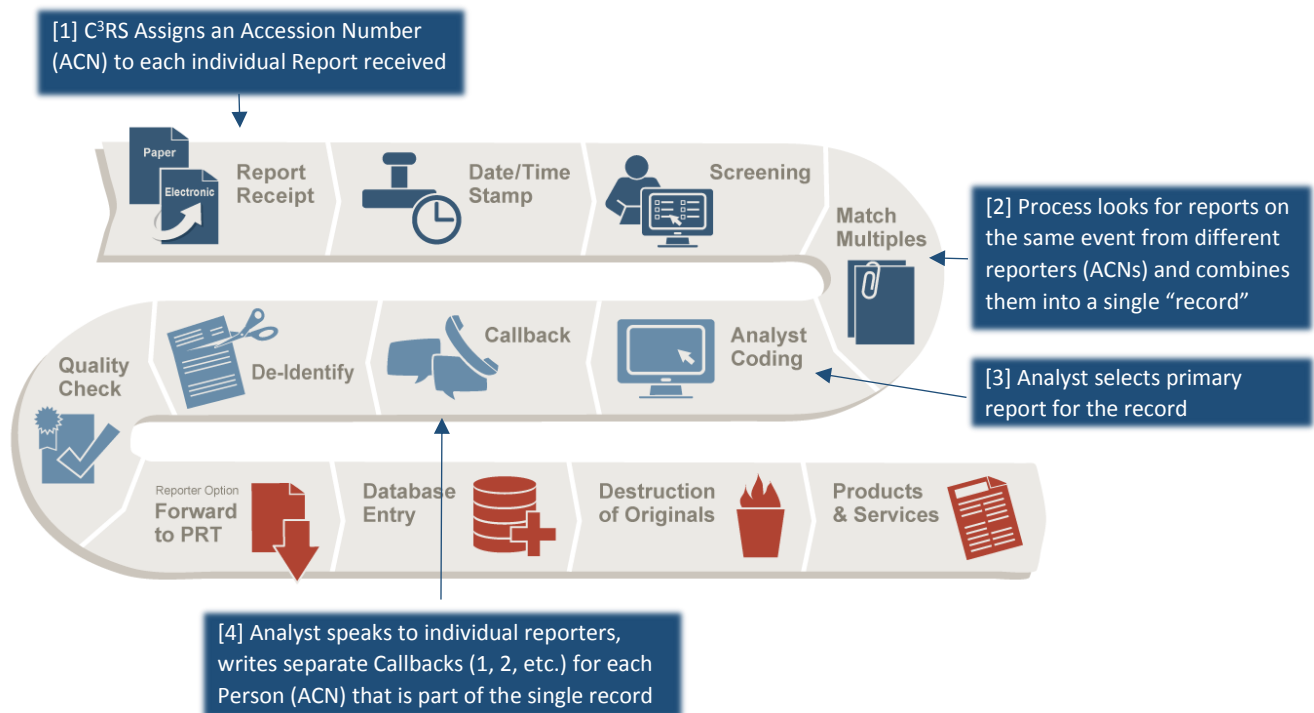 [1] C³RS Assigns an Accession Number
(ACN) to each individual Report received
Paper
Electronic
Report
Receipt
Date/Time
Stamp
Screening
Match
Multiples
[2] Process looks for reports on
the same event from different
reporters (ACNs) and combines
them into a single “record”
Analyst
Coding
[3] Analyst selects primary
report for the record
Callback
De-Identify
Quality
Check
Reporter Option
Forward
to PRT
Database
Entry
Destruction
of Originals
Products
& Services
[4] Analyst speaks to individual reporters,
writes separate Callbacks (1, 2, etc.) for each
Person (ACN) that is part of the single record